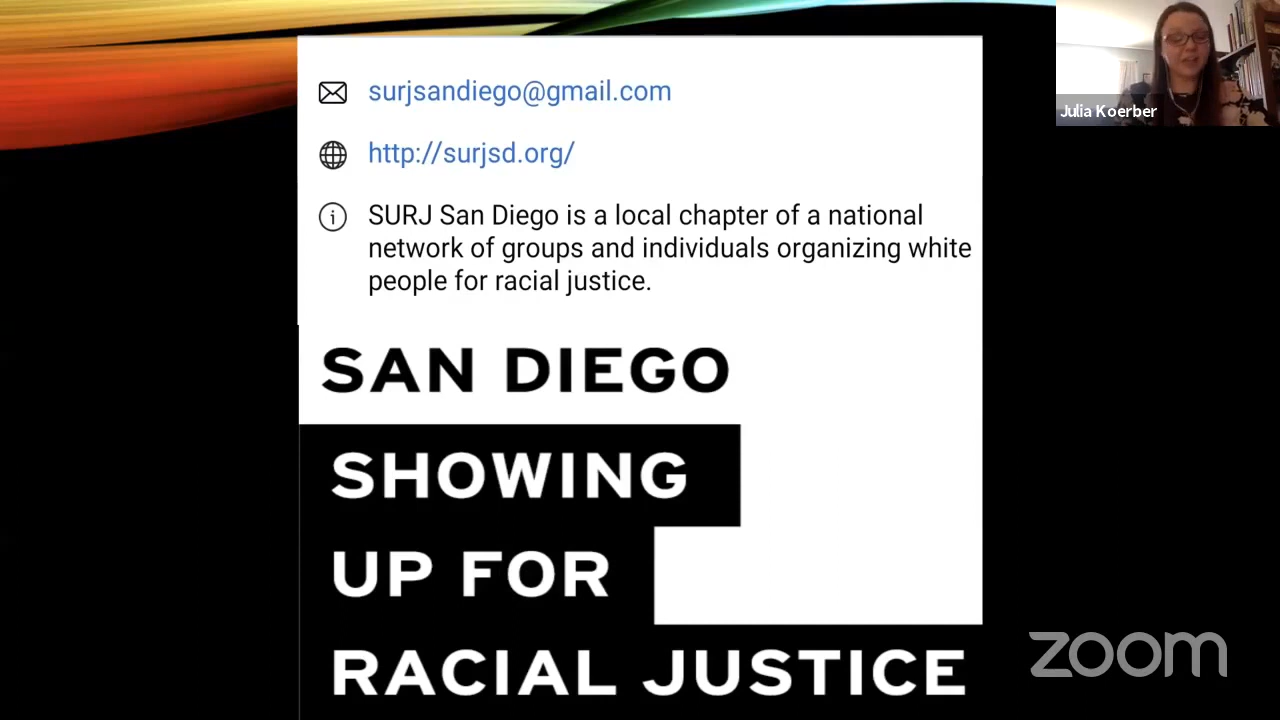 surjsandiego@gmail.com
http://surjsd.org/
SURJ San Diego is a local chapter of a national
network of groups and individuals organizing white
people for racial justice.
SAN DIEGO
SHOWING
UP FOR
RACIAL JUSTICE
Julia Koerber
zoom